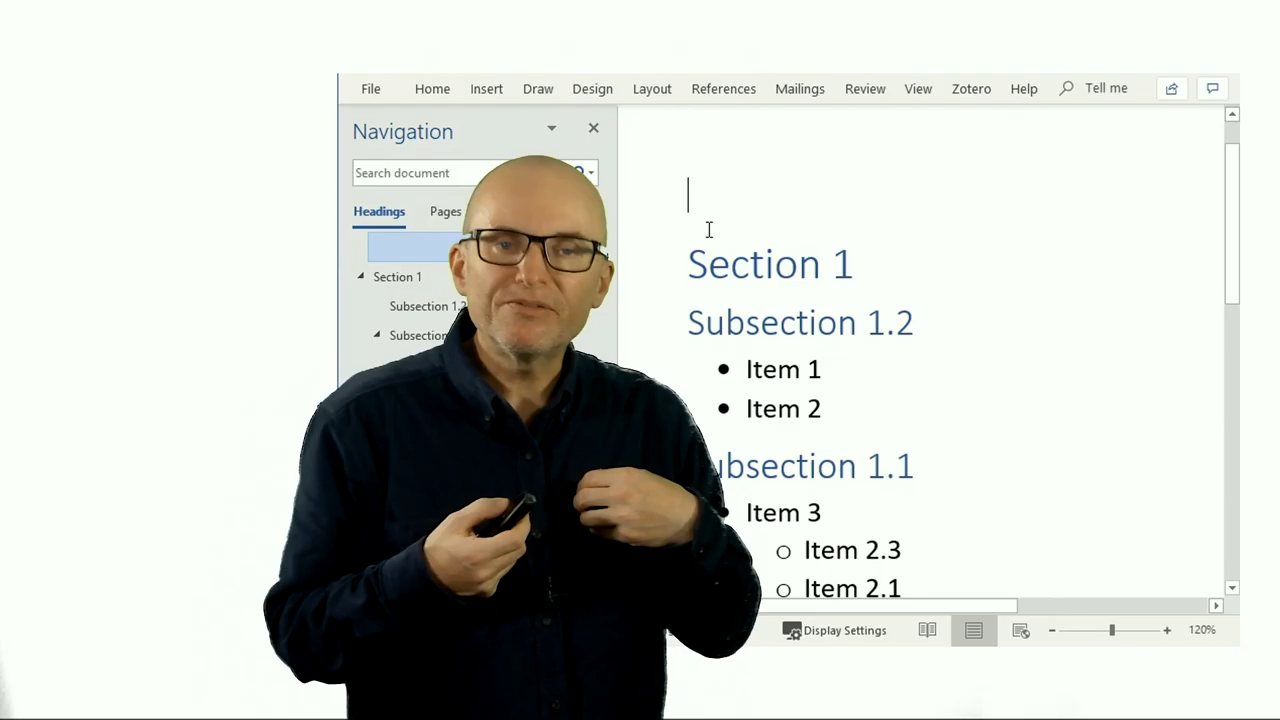 File Home Insert Draw Design Layout References Mailings Review View Zotero Help Tell me
Navigation
Search document
Headings Pages
Section 1
Subsection 1.2
Subsection
Section 1
Subsection 1.2
• Item 1
• Item 2
ubsection 1.1
Item 3
o Item 2.3
o Item 2.1
Display Settings
120%